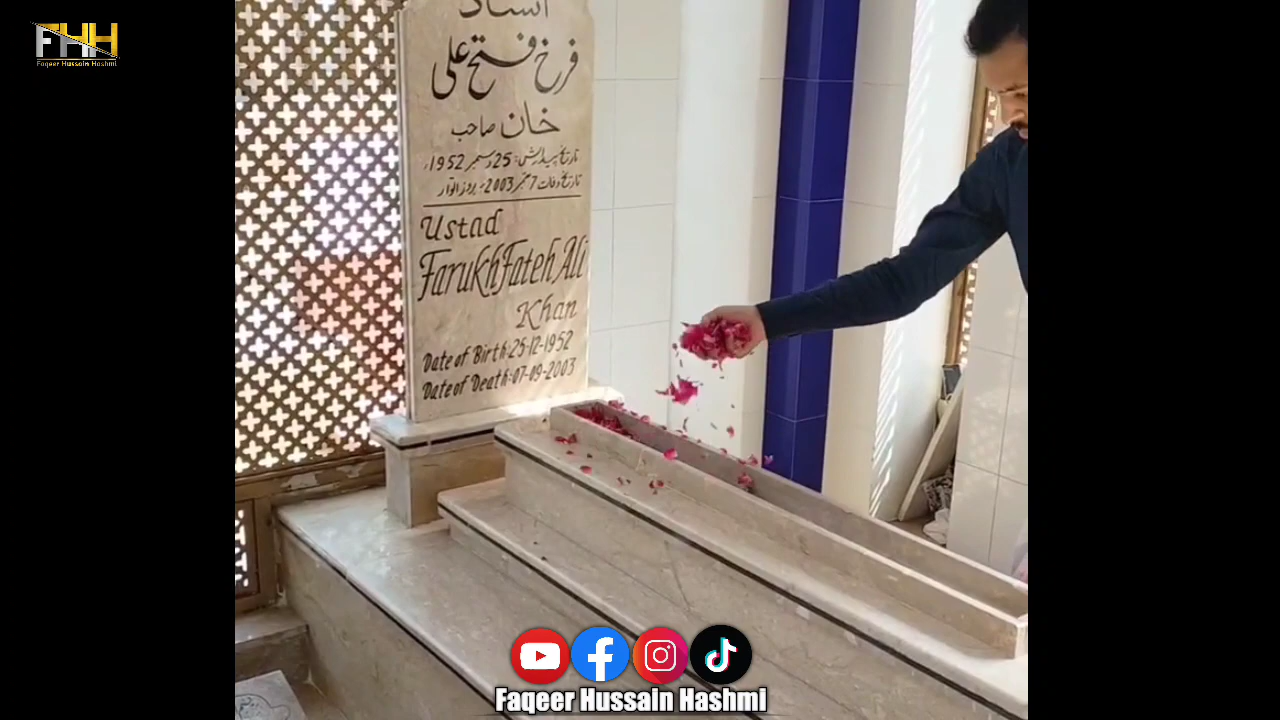 FHH
Faqeer Hussain Hashmi
استاد
فرخ فتح علی
خان صاحب
تاریخ پیدائش: 25 دسمبر 1952ء
تاریخ وفات 7 ستمبر 2003ء بروز اتوار
Ustad
Farukh Fateh Ali
Khan
Date of Birth:25-12-1952
Date of Death:07-09-2003
Faqeer Hussain Hashmi